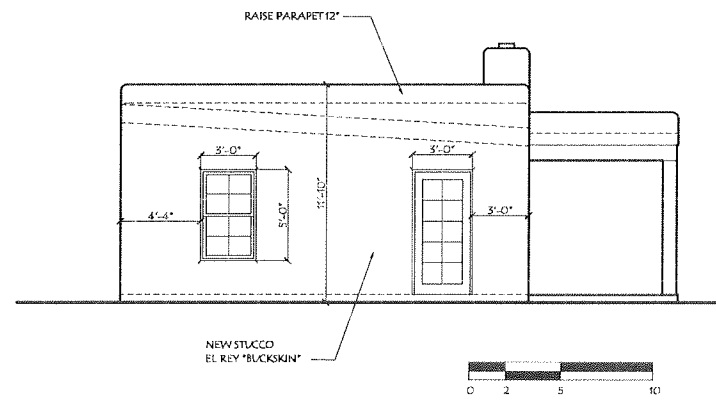 RAISE PARAPET 12"
3'-0"
3'-0"
4'-4"
5'-0"
11'-10"
3'-0"
NEW STUCCO
EL REY "BUCKSKIN"
0 2 5 10